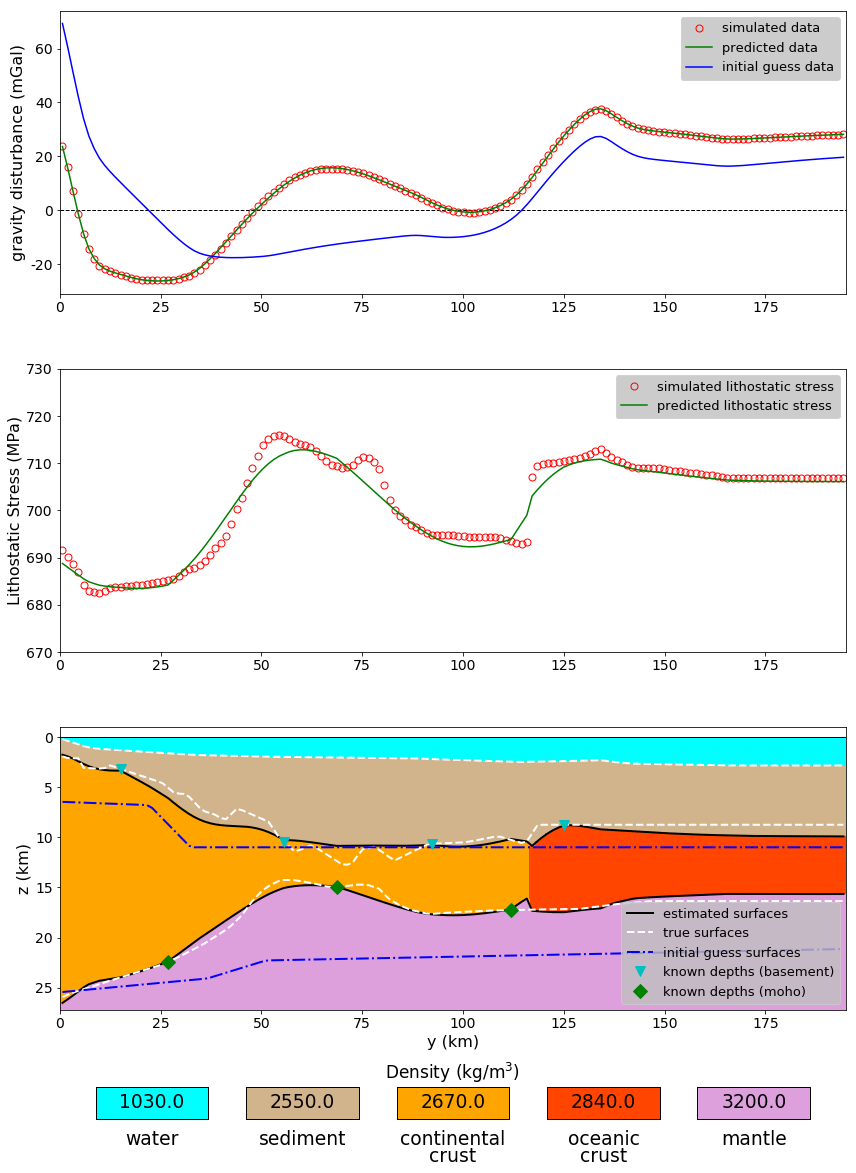 gravity disturbance (mGal)
60
40
20
0
-20
simulated data
predicted data
initial guess data
0 25 50 75 100 125 150 175
Lithostatic Stress (MPa)
730
720
710
700
690
680
670
simulated lithostatic stress
predicted lithostatic stress
0 25 50 75 100 125 150 175
z (km)
0
5
10
15
20
25
estimated surfaces
true surfaces
initial guess surfaces
known depths (basement)
known depths (moho)
0 25 50 75 100 125 150 175
y (km)
Density (kg/m³)
1030.0 2550.0 2670.0 2840.0 3200.0
water sediment continental oceanic mantle
crust crust